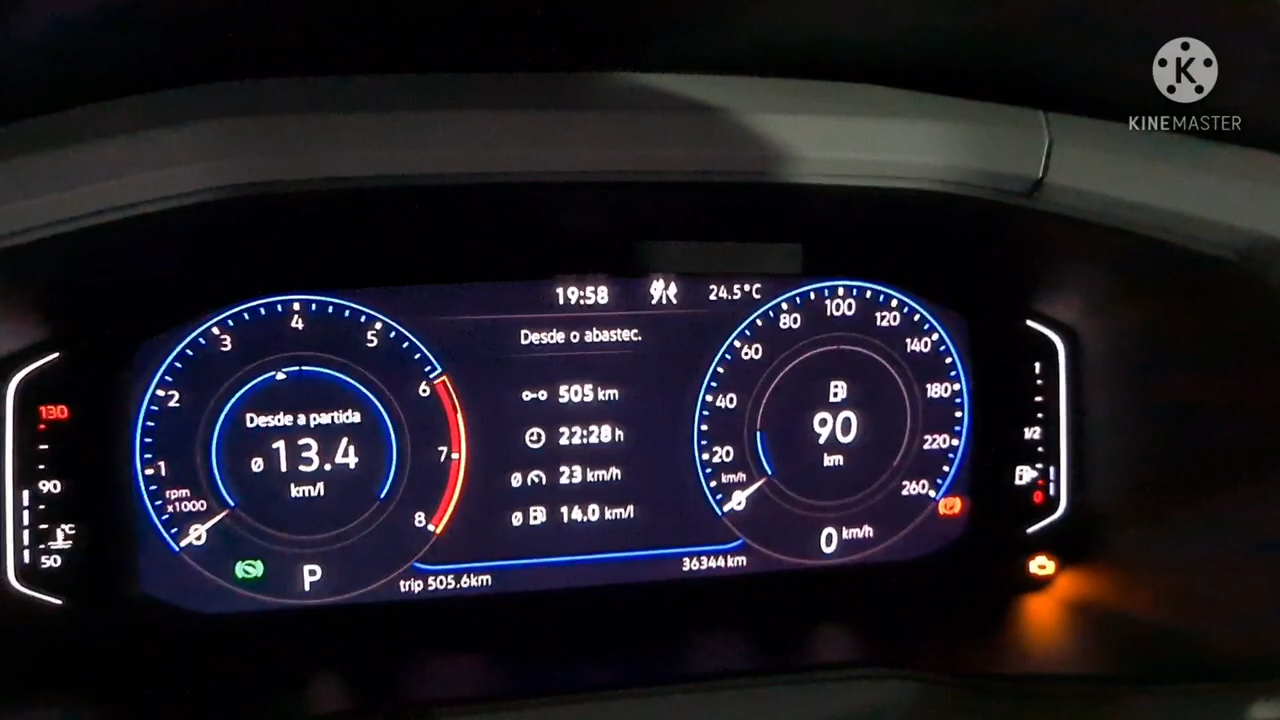 KINEMASTER
19:58
24.5°C
Desde o abastec.
505 km
22:28 h
ø 23 km/h
ø 14.0 km/l
trip 505.6km
36344 km
1
2
3
4
5
6
7
8
0
rpm
x1000
Desde a partida
ø 13.4
km/l
P
0
20
40
60
80
100
120
140
180
220
260
km/h
90
km
0 km/h
130
90
50
°C
1
1/2
0